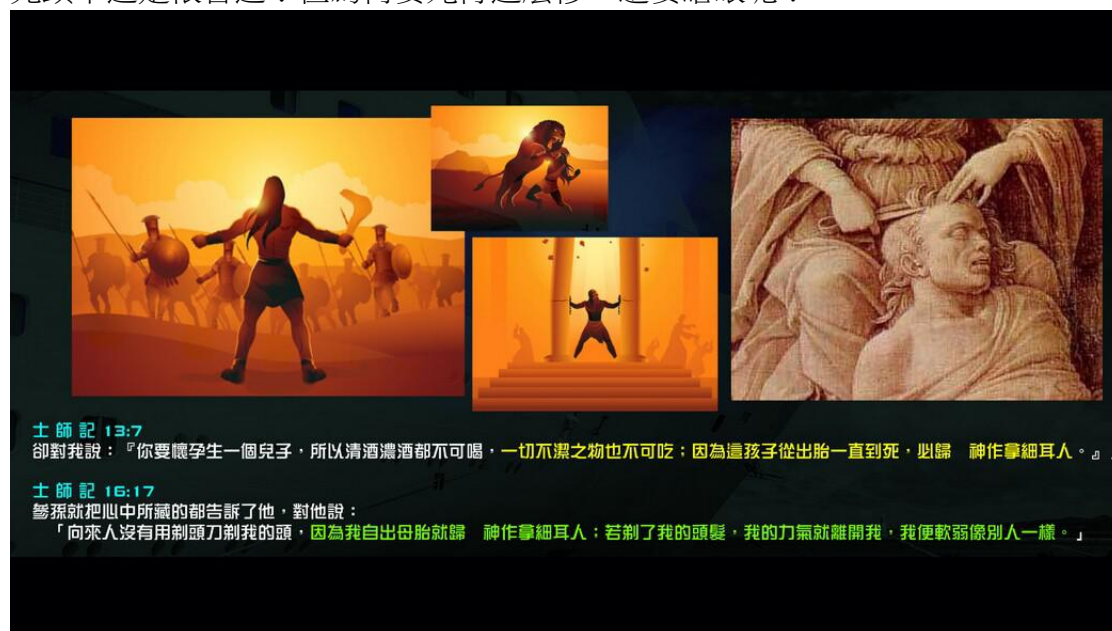 士師記 13:7
卻對我說：『你要懷孕生一個兒子，所以清酒濃酒都不可喝，一切不潔之物也不可吃；因為這孩子從出胎一直到死，必歸　神作拿細耳人。』」
士師記 16:17
參孫就把心中所藏的都告訴了他，對他說：
「向來人沒有用剃頭刀剃我的頭，因為我自出母胎就歸　神作拿細耳人；若剃了我的頭髮，我的力氣就離開我，我便軟弱像別人一樣。」